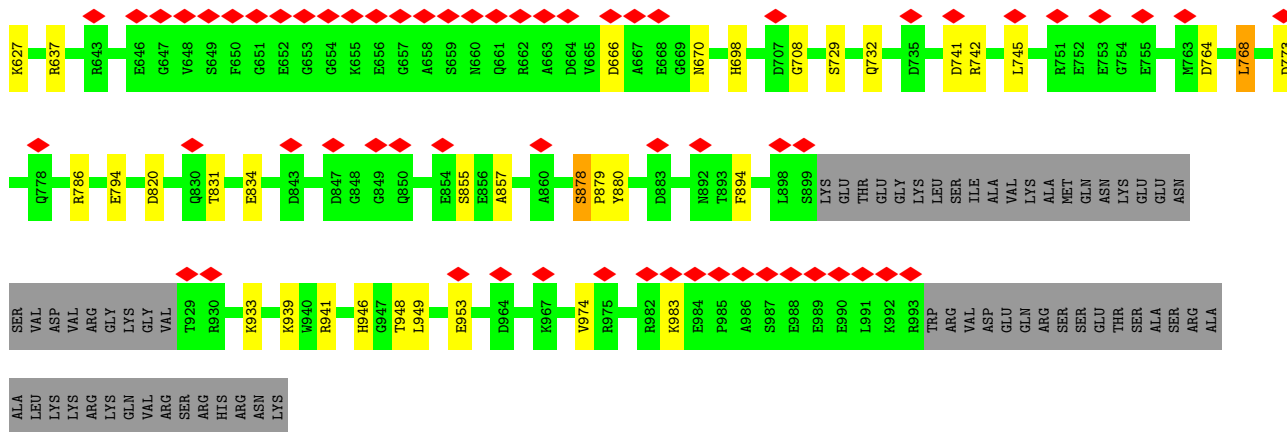 K627 R637 R643 E646 G647 V648 S649 F650 G651 E652 G653 G654 K655 E656 G657 A658 S659 N660 Q661 R662 A663 D664 V665 D666 A667 E668 G669 N670 H698 D707 G708 S729 Q732 D735 D741 R742 L745 R751 E752 E753 G754 E755 M763 D764 L768
Q778 R786 E794 D820 Q830 T831 E834 D843 D847 G848 G849 Q850 E854 S855 E856 A857 A860 S878 P879 Y880 D883 N892 T893 F894 L898 S899 LYS GLU THR GLU GLY LYS LEU SER ILE ALA VAL LYS ALA MET GLN ASN LYS GLU GLU ASN
SER VAL ASP VAL ARG GLY LYS GLY VAL T929 R930 K933 K939 W940 R941 H946 G947 T948 L949 E953 D964 K967 V974 R975 R982 K983 E984 P985 A986 S987 E988 E989 E990 L991 K992 R993 TRP ARG VAL ASP GLU GLN ARG SER SER GLU THR SER ALA SER ARG ALA
ALA LEU LYS LYS ARG LYS GLN VAL ARG SER ARG HIS ARG ASN LYS